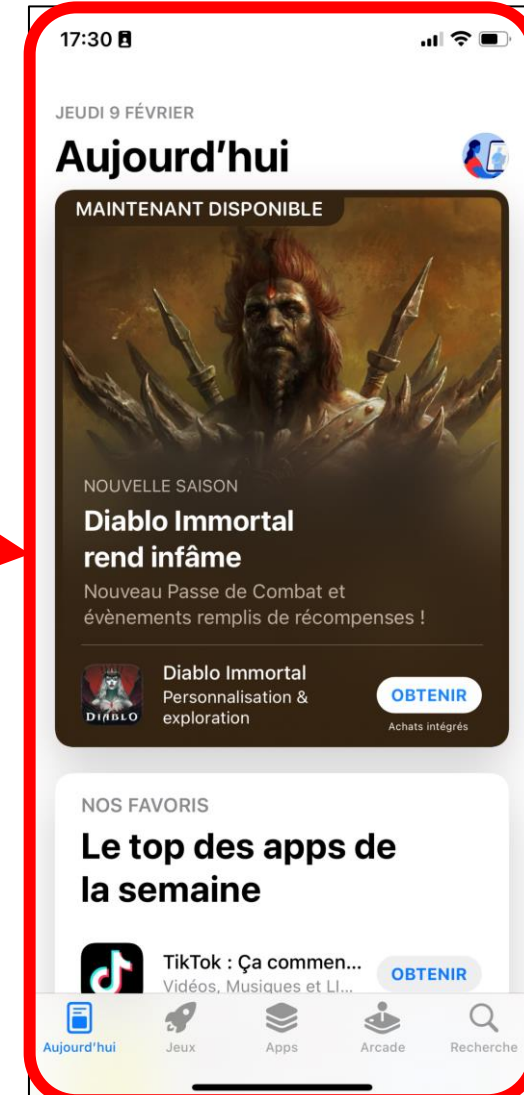 17:30
JEUDI 9 FÉVRIER
Aujourd'hui
MAINTENANT DISPONIBLE
NOUVELLE SAISON
Diablo Immortal
rend infâme
Nouveau Passe de Combat et
évènements remplis de récompenses !
DIABLO
Diablo Immortal
Personnalisation &
exploration
OBTENIR
Achats intégrés
NOS FAVORIS
Le top des apps de
la semaine
TikTok : Ça commen...
Vidéos, Musiques et LI...
OBTENIR
Aujourd'hui
Jeux
Apps
Arcade
Recherche